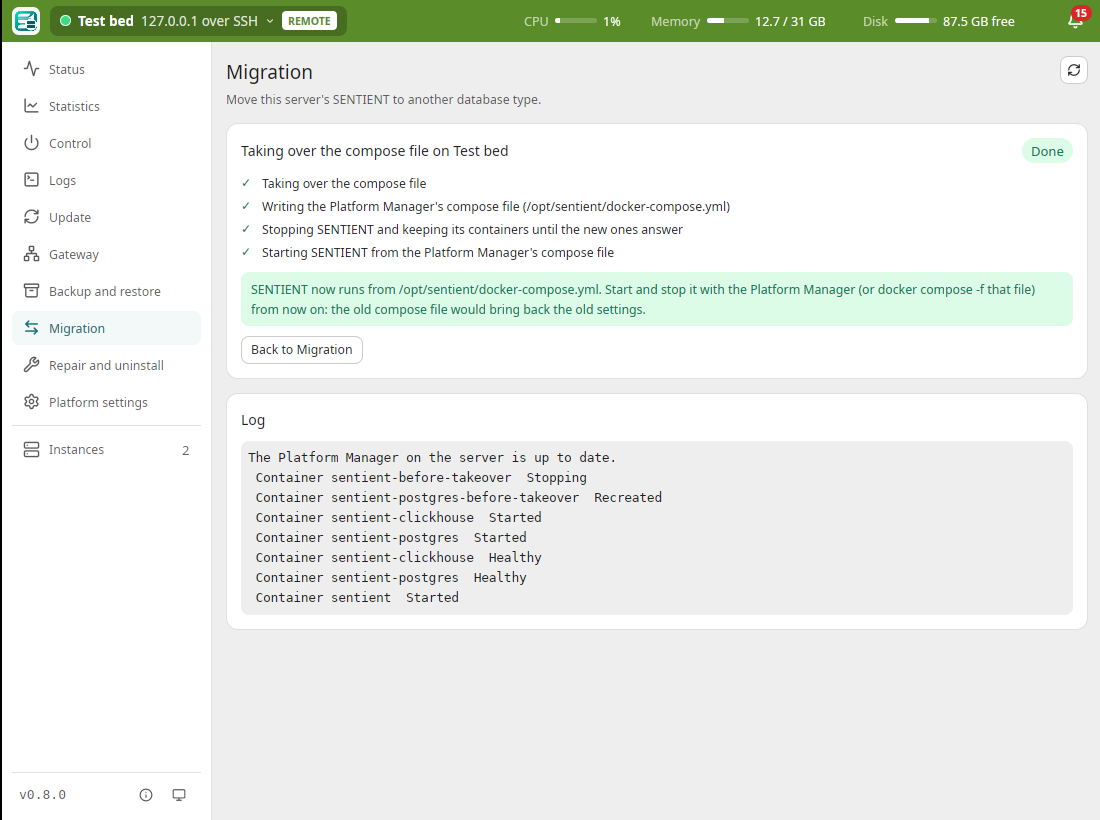 Test bed 127.0.0.1 over SSH REMOTE
CPU 1% Memory 12.7 / 31 GB Disk 87.5 GB free 15
Status
Statistics
Control
Logs
Update
Gateway
Backup and restore
Migration
Repair and uninstall
Platform settings
Instances 2
v0.8.0
Migration
Move this server's SENTIENT to another database type.
Taking over the compose file on Test bed Done
✓ Taking over the compose file
✓ Writing the Platform Manager's compose file (/opt/sentient/docker-compose.yml)
✓ Stopping SENTIENT and keeping its containers until the new ones answer
✓ Starting SENTIENT from the Platform Manager's compose file
SENTIENT now runs from /opt/sentient/docker-compose.yml. Start and stop it with the Platform Manager (or docker compose -f that file)
from now on: the old compose file would bring back the old settings.
Back to Migration
Log
The Platform Manager on the server is up to date.
Container sentient-before-takeover Stopping
Container sentient-postgres-before-takeover Recreated
Container sentient-clickhouse Started
Container sentient-postgres Started
Container sentient-clickhouse Healthy
Container sentient-postgres Healthy
Container sentient Started